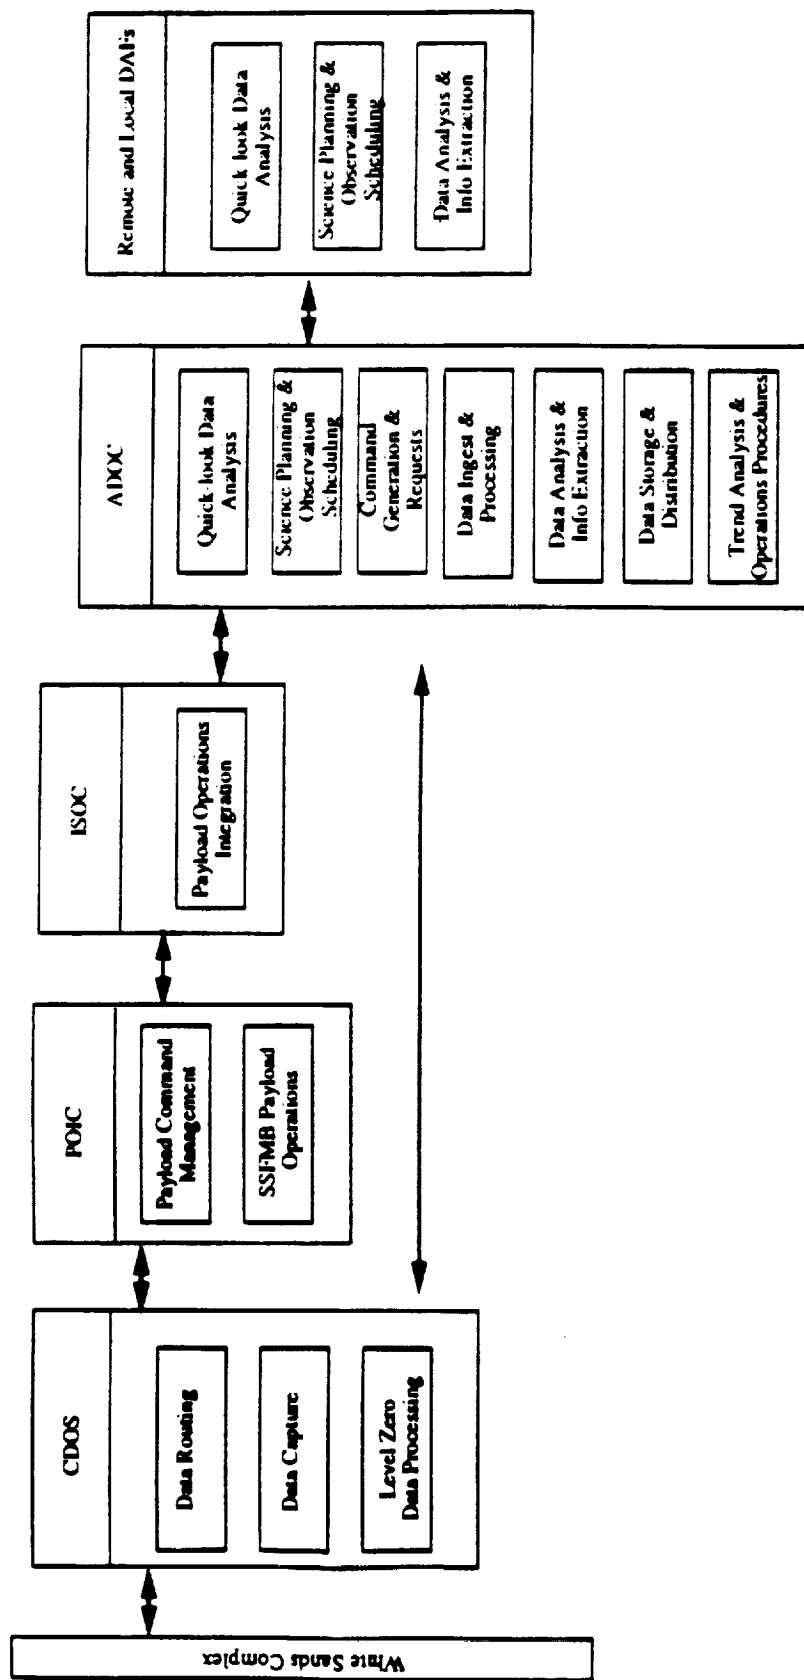 White Sands Complex
CDOS
Data Routing
Data Capture
Level Zero
Data Processing
POIC
Payload Command
Management
SSFMB Payload
Operations
ISOC
Payload Operations
Integration
ADOC
Quick-look Data
Analysis
Science Planning &
Observation
Scheduling
Command
Generation &
Requests
Data Ingest &
Processing
Data Analysis &
Info Extraction
Data Storage &
Distribution
Trend Analysis &
Operations Procedures
Remote and Local DAFs
Quick-look Data
Analysis
Science Planning &
Observation
Scheduling
Data Analysis &
Info Extraction